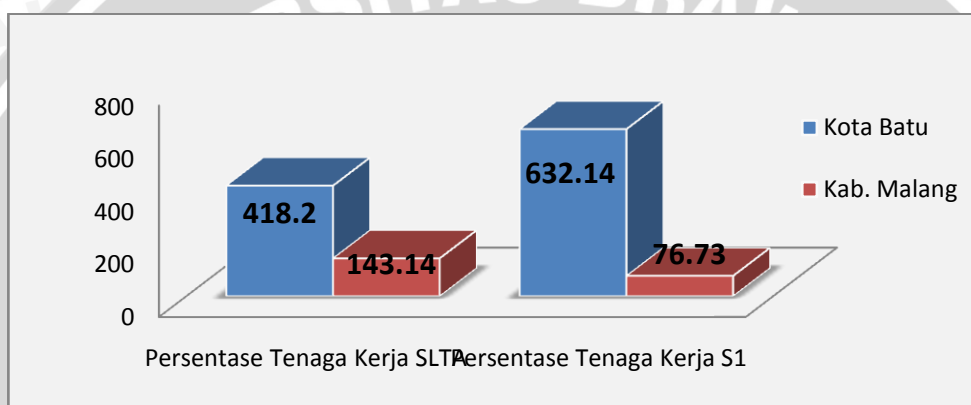 800
600
400
200
0
418.2
143.14
632.14
76.73
Persentase Tenaga Kerja SLTA
Persentase Tenaga Kerja S1
Kota Batu
Kab. Malang